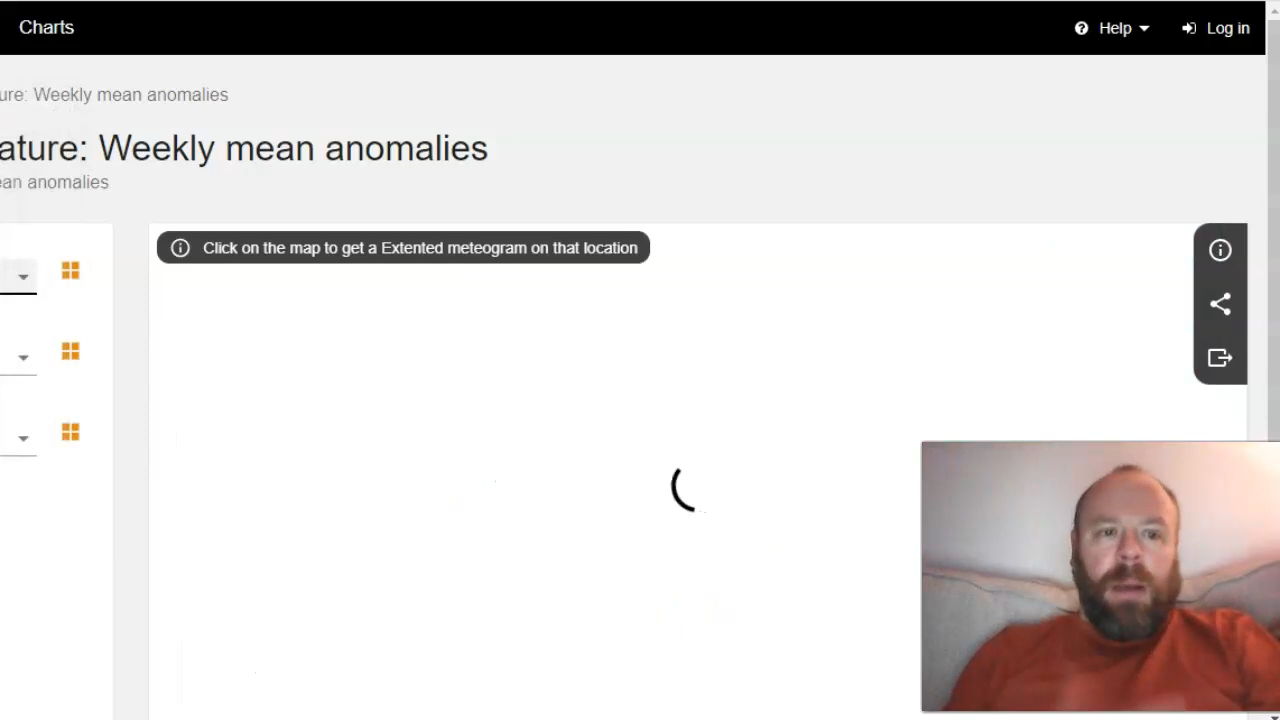 Charts
Help
Log in
ure: Weekly mean anomalies
ature: Weekly mean anomalies
ean anomalies
Click on the map to get a Extented meteogram on that location